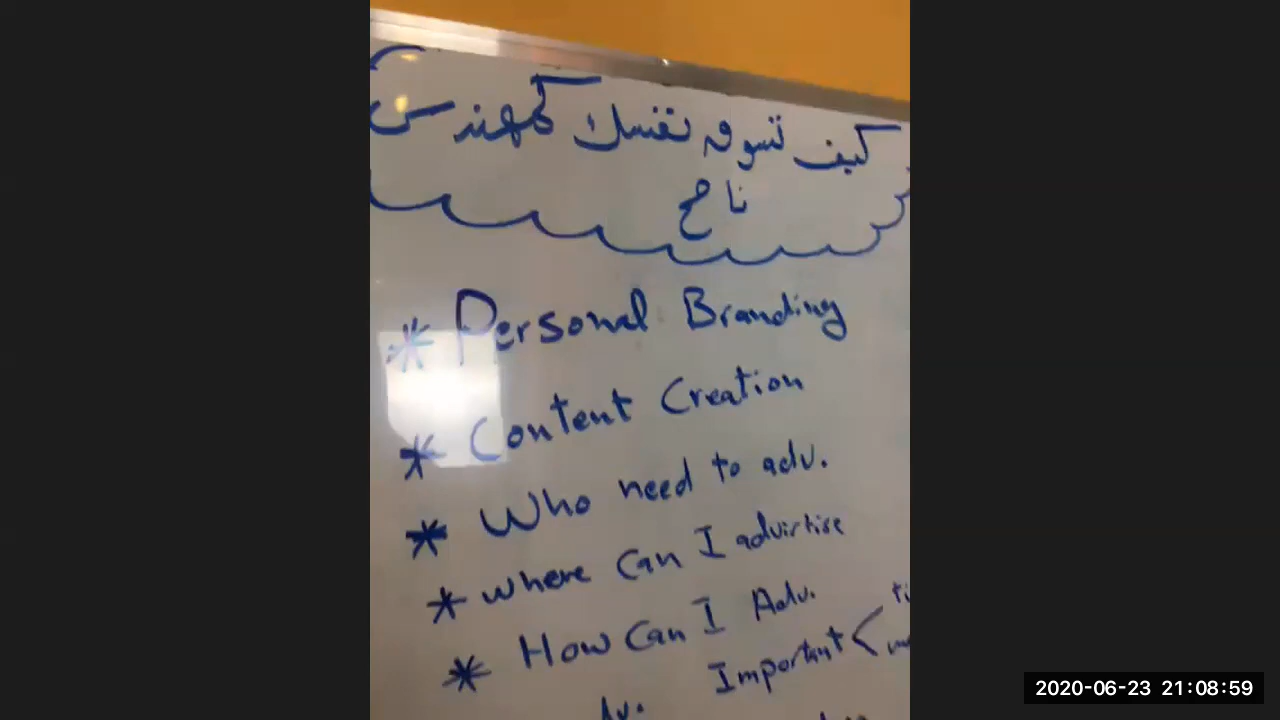 كيف تسوق نفسك كمهندس
ناجح
* Personal Branding
* Content Creation
* Who need to adv.
* where can I advirtise
* How Can I Adv.
Important <
2020-06-23 21:08:59